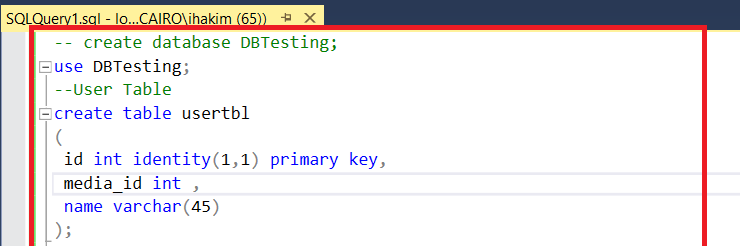 SQLQuery1.sql - lo...CAIRO\ihakim (65))
-- create database DBTesting;
use DBTesting;
--User Table
create table usertbl
(
id int identity(1,1) primary key,
media_id int ,
name varchar(45)
);